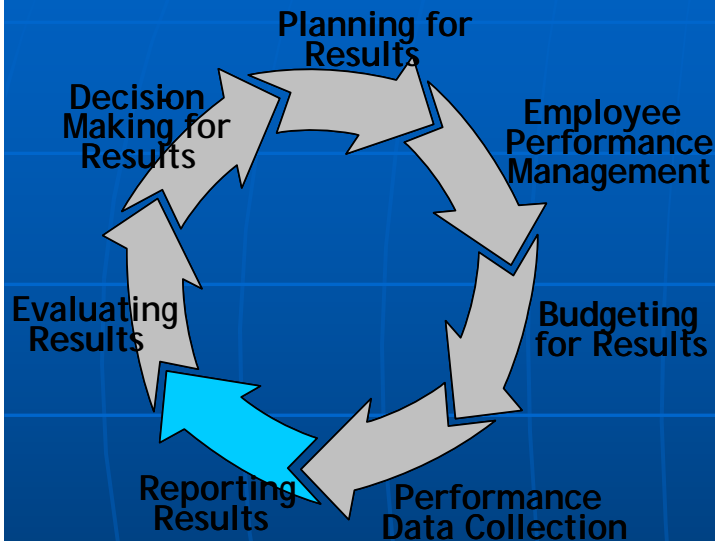 Planning for
Results
Employee
Performance
Management
Budgeting
for Results
Performance
Data Collection
Reporting
Results
Evaluating
Results
Decision
Making for
Results